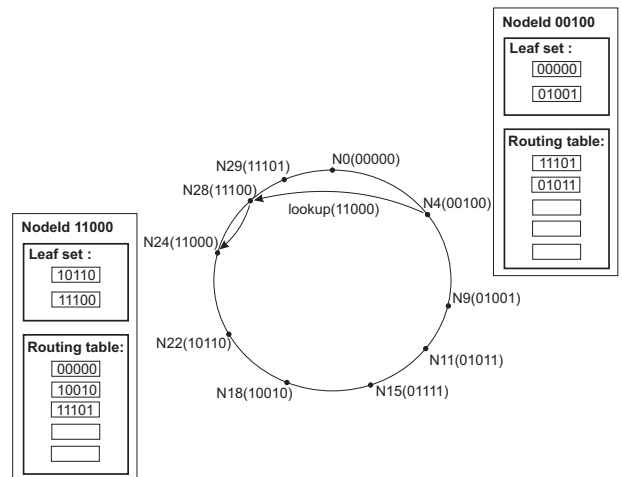 NodeId 00100
Leaf set :
00000
01001
Routing table:
11101
01011
N29(11101)
N0(00000)
N28(11100)
N4(00100)
lookup(11000)
N24(11000)
N9(01001)
N22(10110)
N11(01011)
N18(10010)
N15(01111)
NodeId 11000
Leaf set :
10110
11100
Routing table:
00000
10010
11101